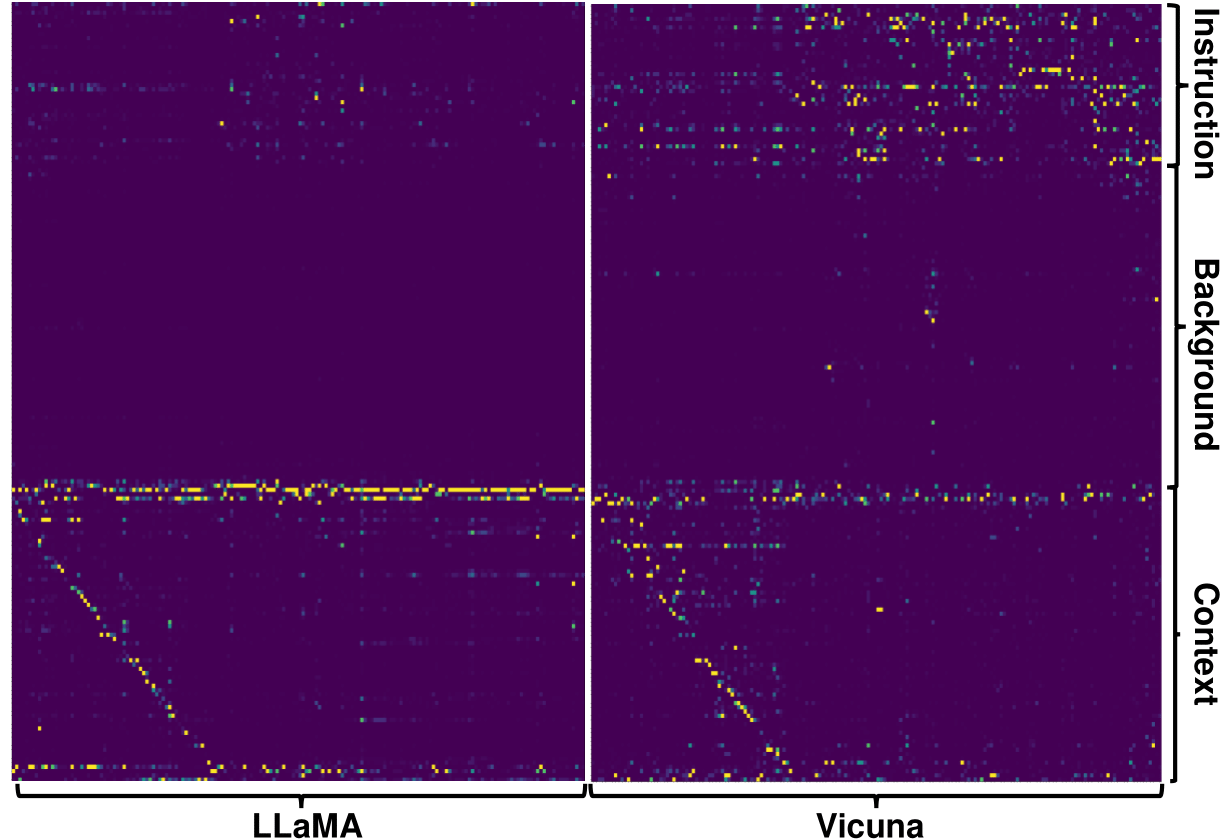 Instruction
Background
Context
LLaMA
Vicuna